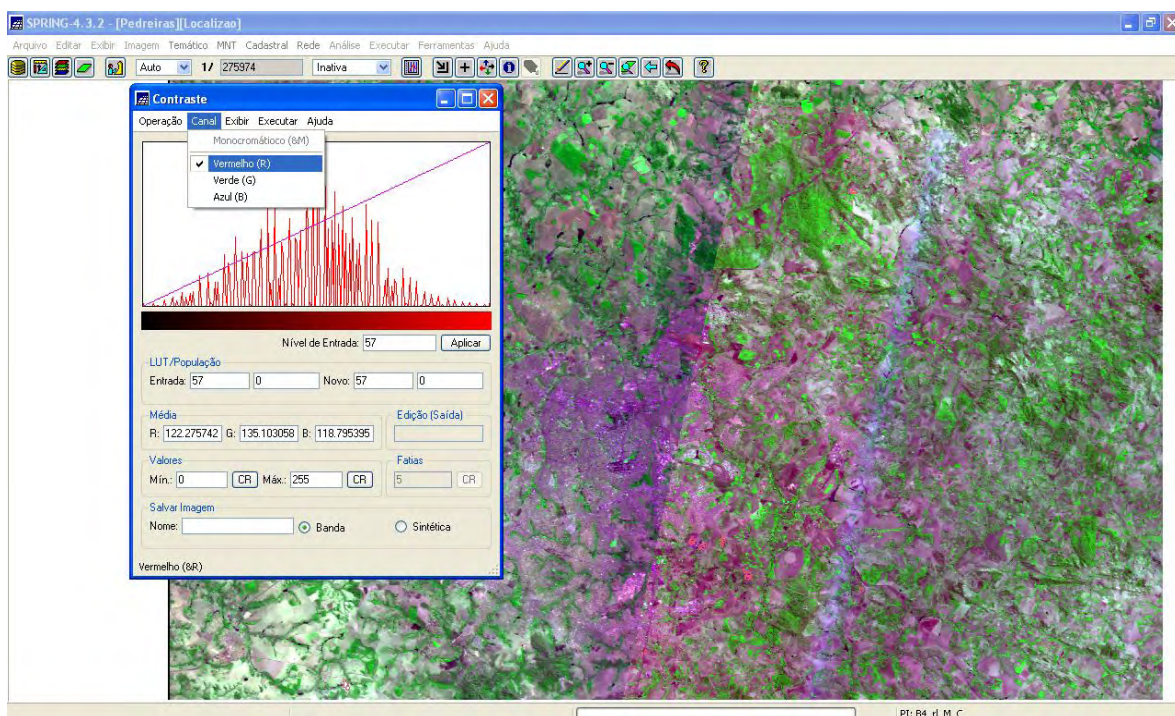 SPRING-4.3.2 - [Pedreiras][Localizao]
Arquivo Editar Exibir Imagem Temático MNT Cadastral Rede Análise Executar Ferramentas Ajuda
Auto 1/ 275974 Inativa
Contraste
Operação Canal Exibir Executar Ajuda
Monocromátioco (&M)
Vermelho (R)
Verde (G)
Azul (B)
Nível de Entrada: 57 Aplicar
LUT/População
Entrada: 57 0 Novo: 57 0
Média Edição (Saída)
R: 122.275742 G: 135.103058 B: 118.795395
Valores Fatias
Mín.: 0 CR Máx.: 255 CR 5 CR
Salvar Imagem
Nome: Banda Sintética
Vermelho (&R)
PI: B4_rl_M_C